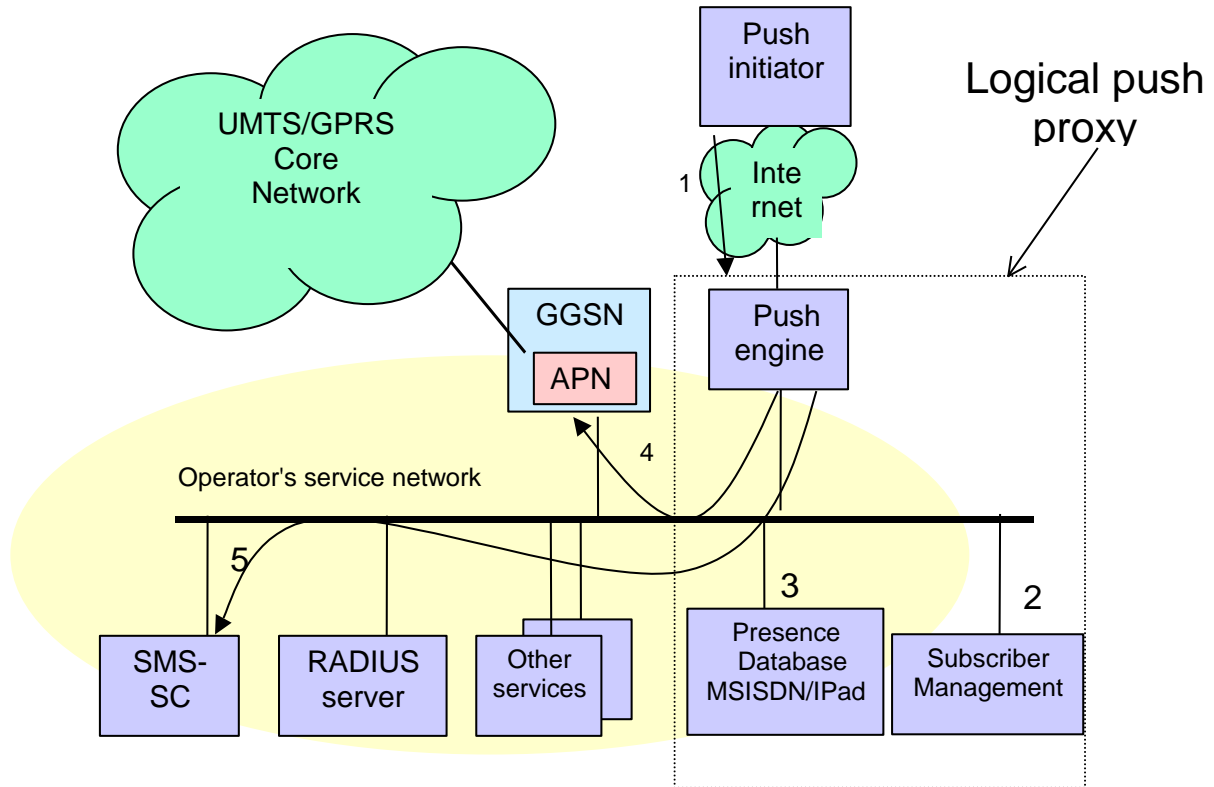 Push
initiator
Logical push
proxy
UMTS/GPRS
Core
Network
1
Inte
rnet
GGSN
APN
Push
engine
4
Operator's service network
5
3
2
SMS-
SC
RADIUS
server
Other
services
Presence
Database
MSISDN/IPad
Subscriber
Management